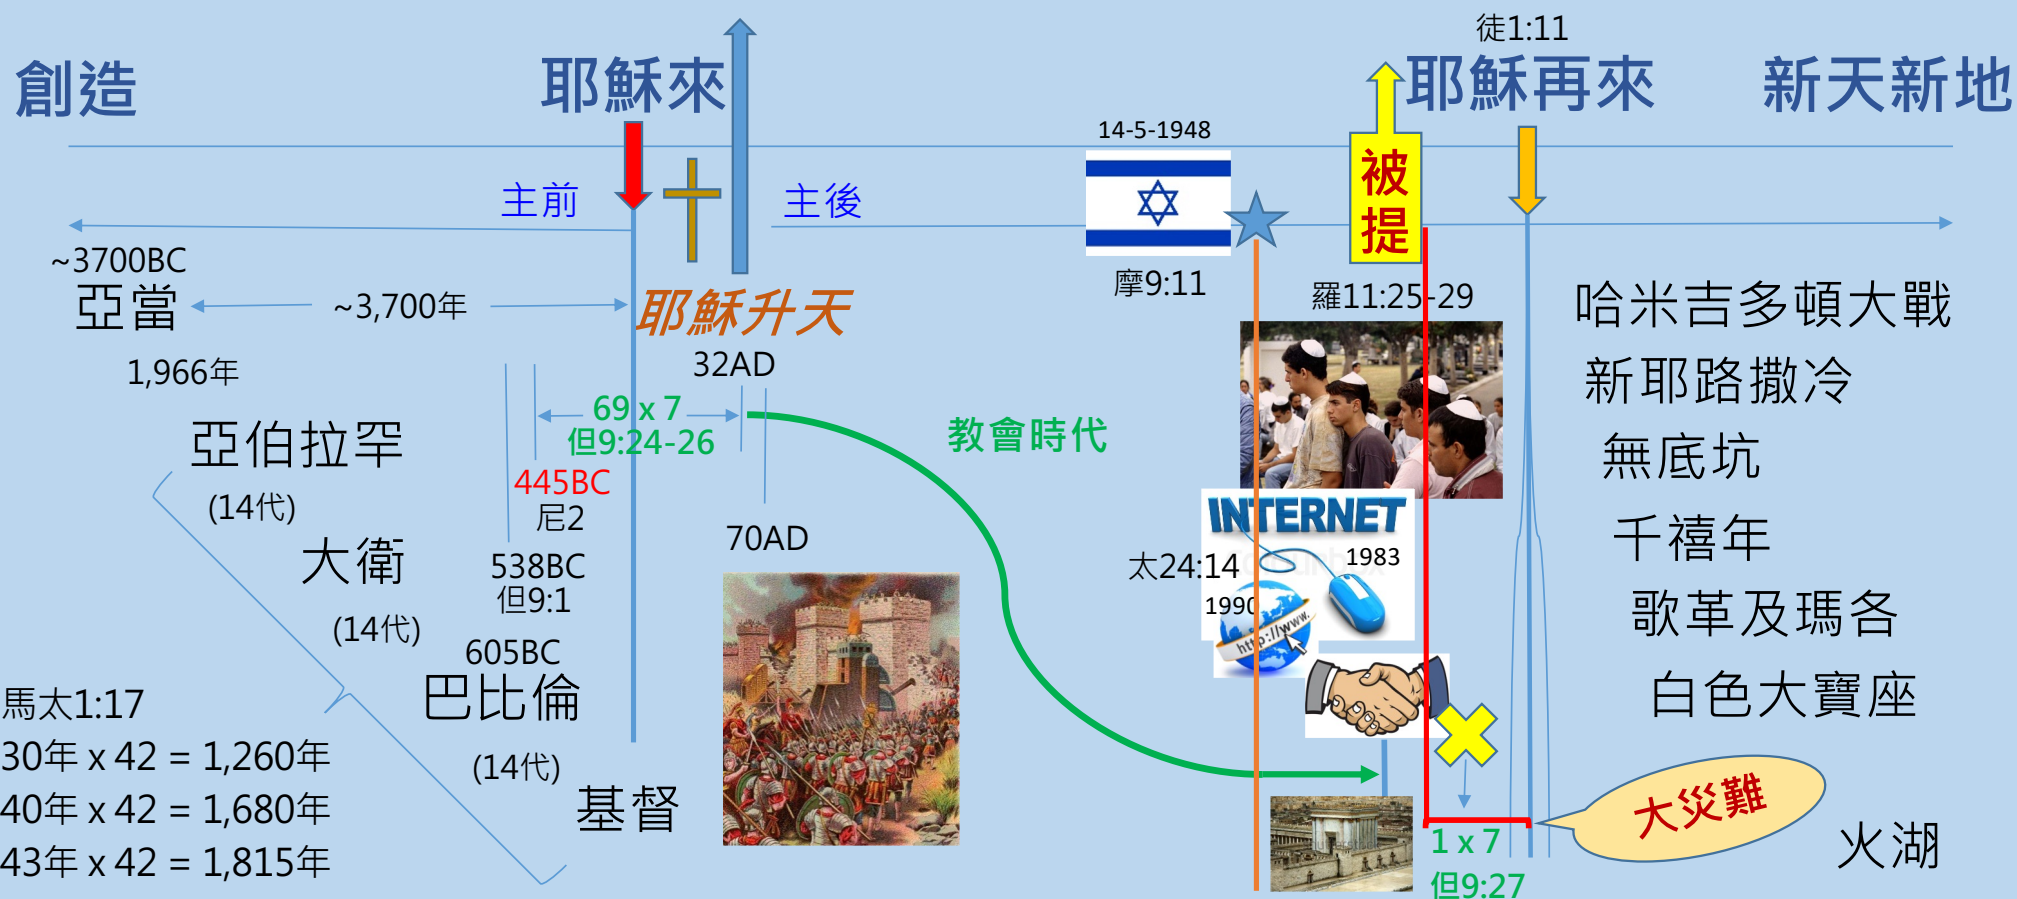 徒1:11
創造
耶穌來
耶穌再來
新天新地
14-5-1948
被
提
主前
主後
~3700BC
亞當
~3,700年
耶穌升天
摩9:11
羅11:25-29
哈米吉多頓大戰
32AD
1,966年
新耶路撒冷
69 x 7
但9:24-26
教會時代
亞伯拉罕
無底坑
445BC
尼2
(14代)
INTERNET
70AD
千禧年
大衛
538BC
但9:1
太24:14
1983
1990
http://www.
歌革及瑪各
(14代)
605BC
巴比倫
白色大寶座
馬太1:17
30年 x 42 = 1,260年
(14代)
40年 x 42 = 1,680年
基督
大災難
43年 x 42 = 1,815年
1 x 7
但9:27
火湖